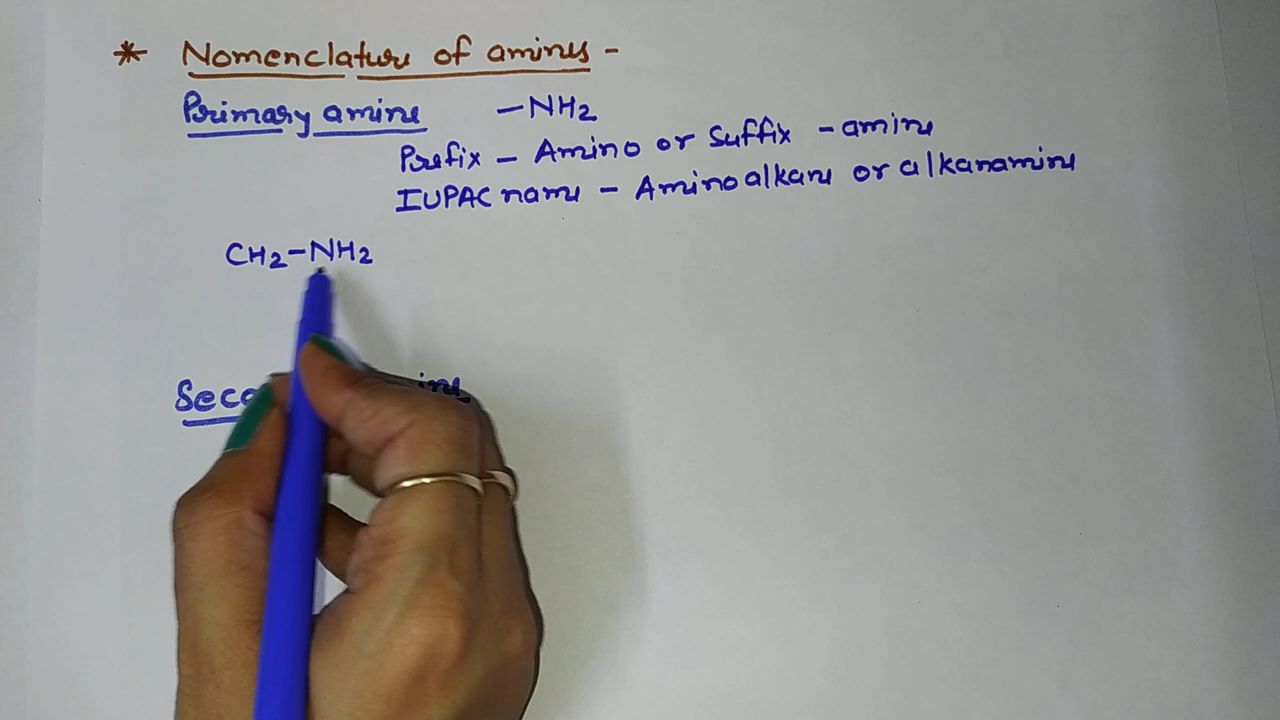 * Nomenclature of amines -
Primary amine -NH2
Prefix - Amino or Suffix - amine
IUPAC name - Aminoalkane or alkanamine
CH2-NH2